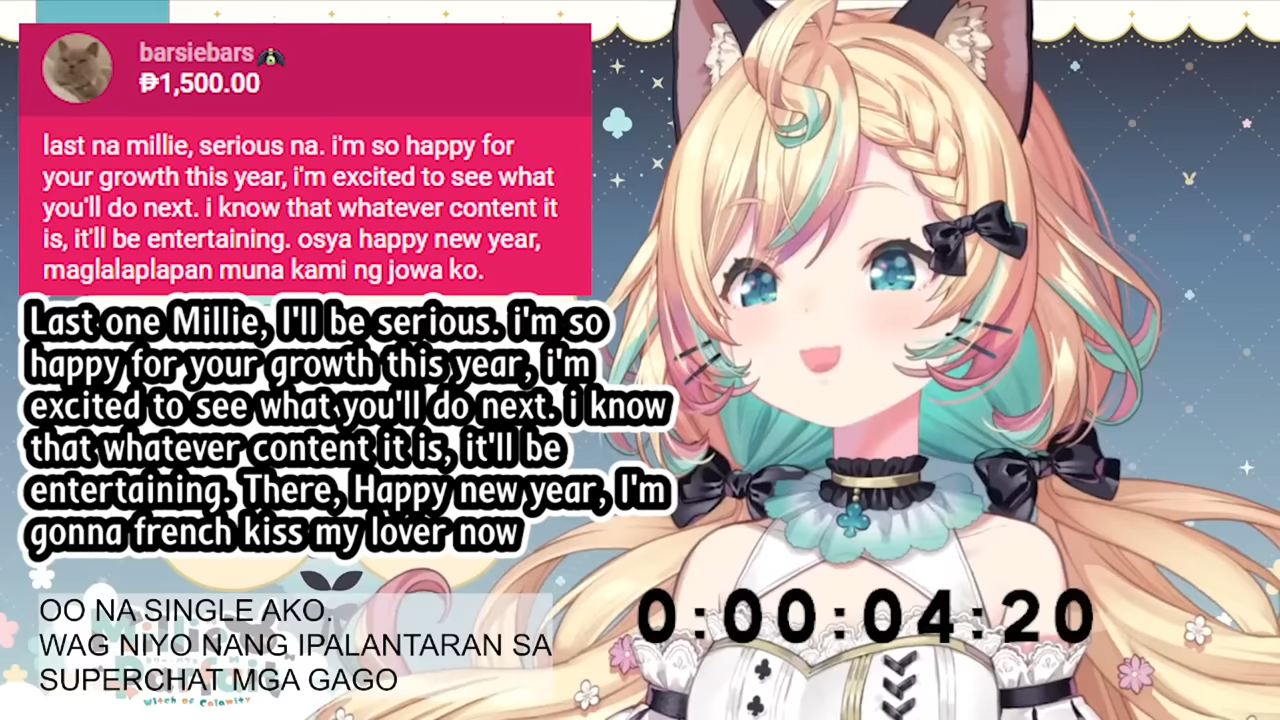 barsiebars
₱1,500.00
last na millie, serious na. i'm so happy for
your growth this year, i'm excited to see what
you'll do next. i know that whatever content it
is, it'll be entertaining. osya happy new year,
maglalaplapan muna kami ng jowa ko.
Last one Millie, I'll be serious. i'm so
happy for your growth this year, i'm
excited to see what you'll do next. i know
that whatever content it is, it'll be
entertaining. There, Happy new year, I'm
gonna french kiss my lover now
OO NA SINGLE AKO.
WAG NIYO NANG IPALANTARAN SA
SUPERCHAT MGA GAGO
Witch of Calamity
0:00:04:20